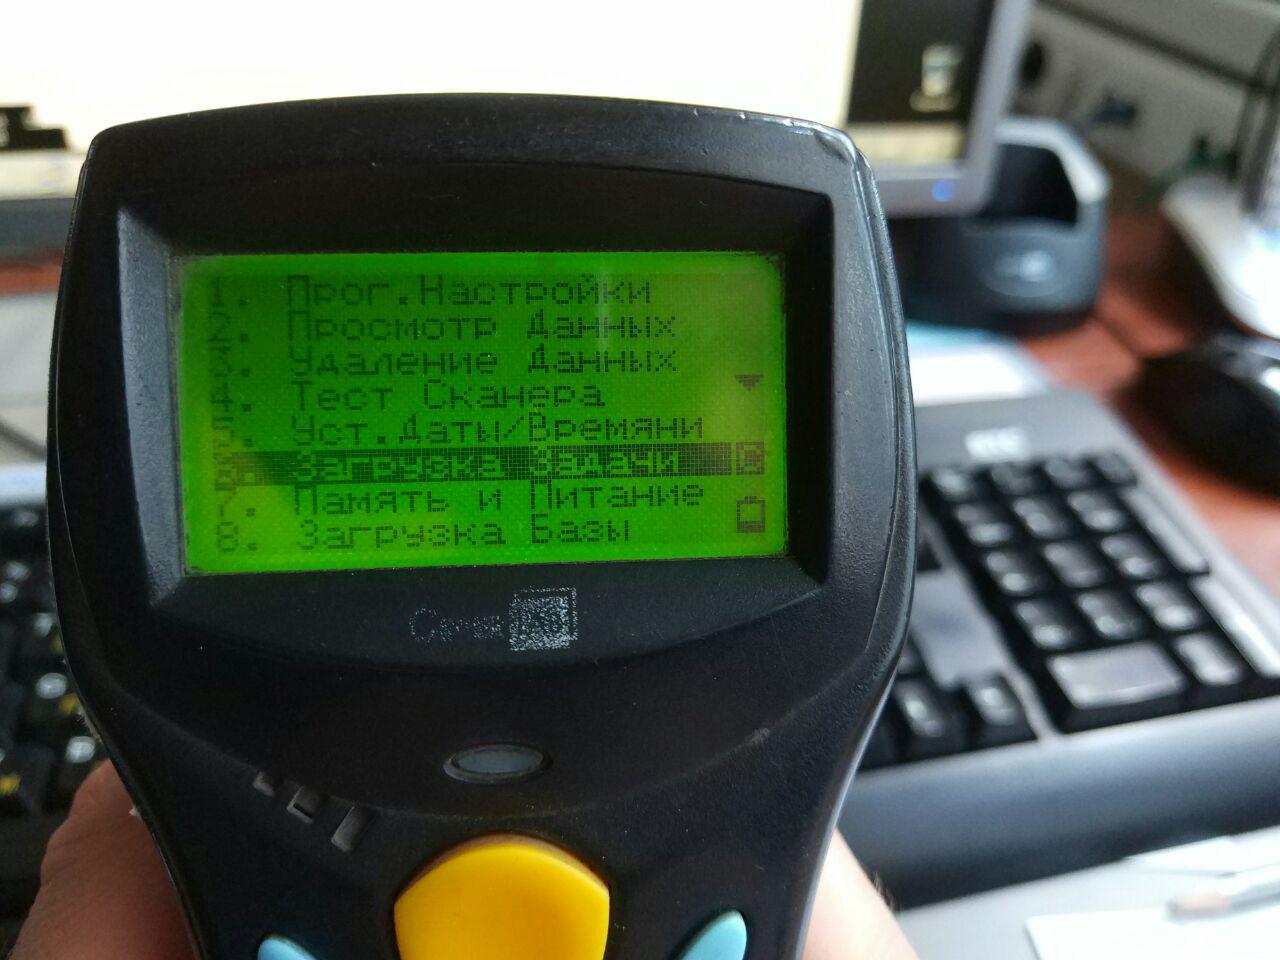 1. Прог.Настройки
2. Просмотр Данных
3. Удаление Данных
4. Тест Сканера
5. Уст.Даты/Времяни
6. Загрузка Задачи
7. Память и Питание
8. Загрузка Базы